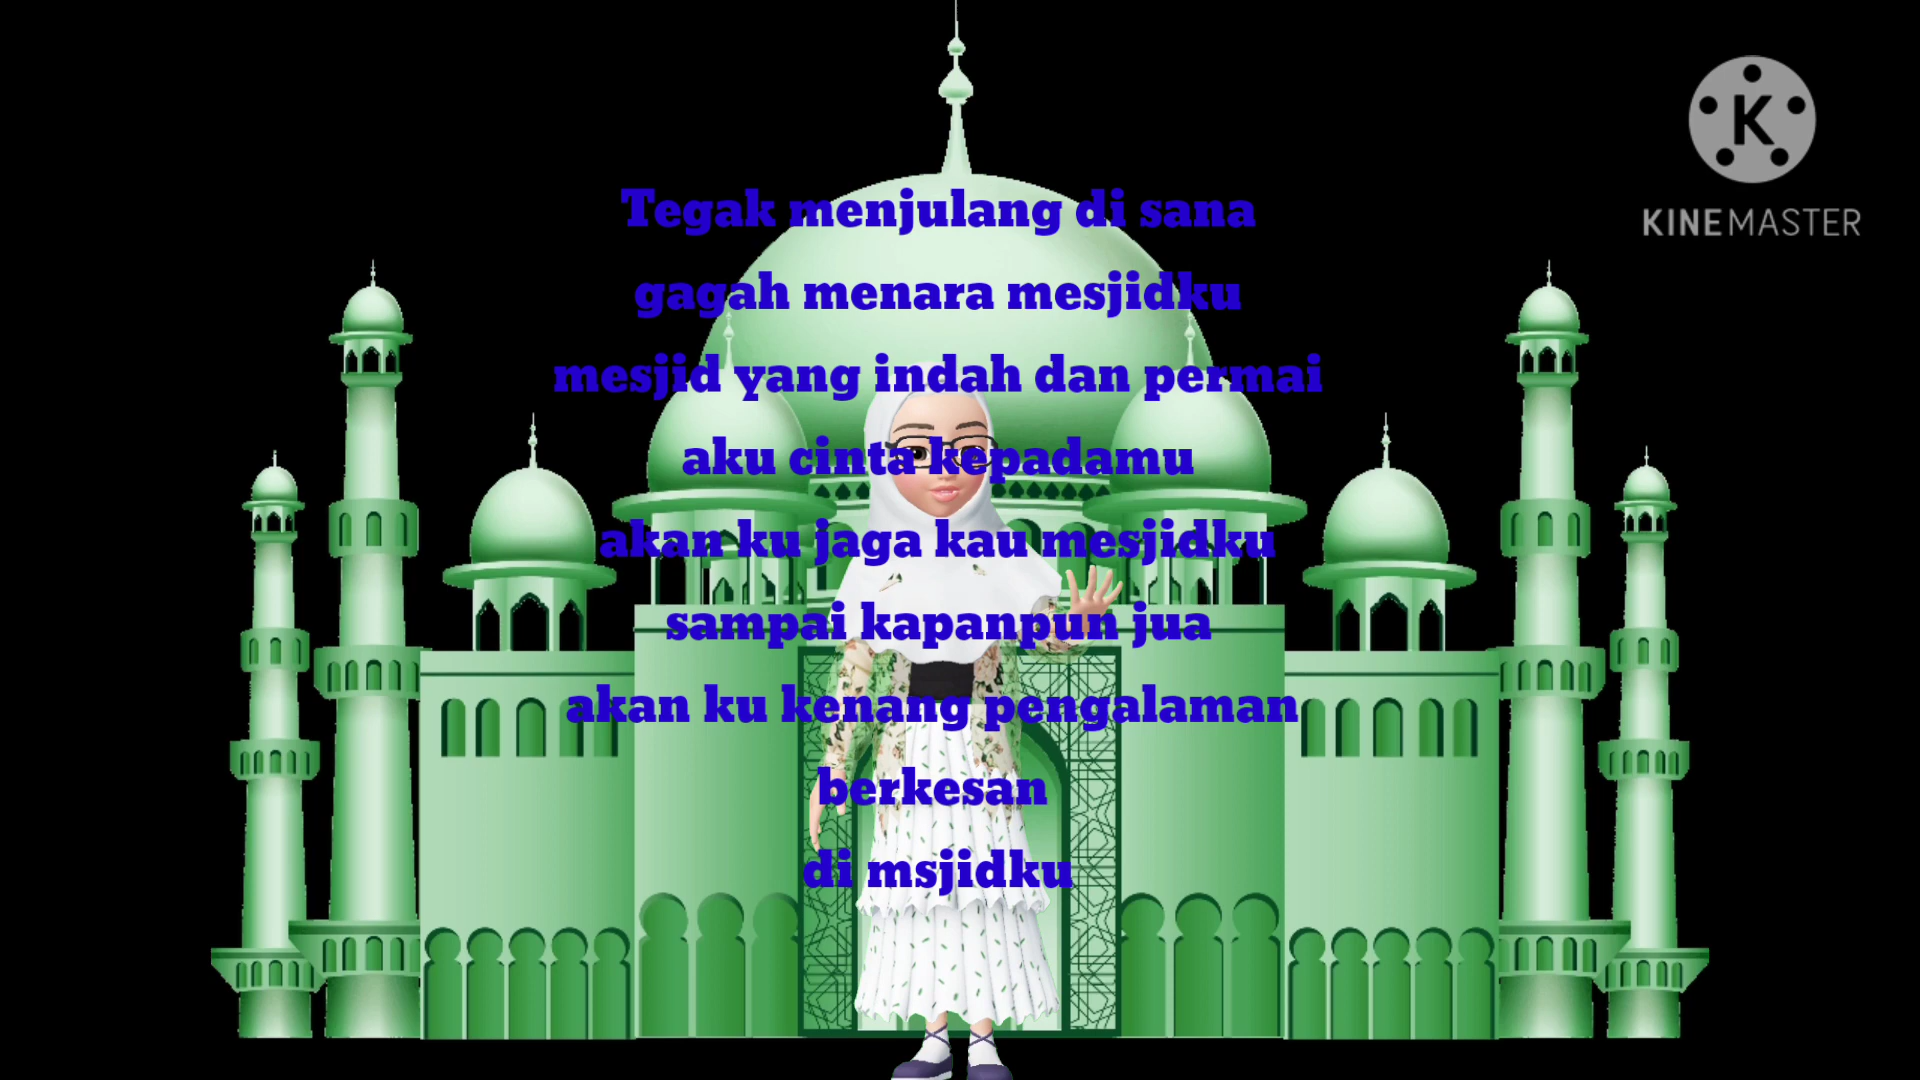 Tegak menjulang di sana
gagah menara mesjidku
mesjid yang indah dan permai
aku cinta kepadamu
akan ku jaga kau mesjidku
sampai kapanpun jua
akan ku kenang pengalaman
berkesan
di msjidku
K
KINEMASTER